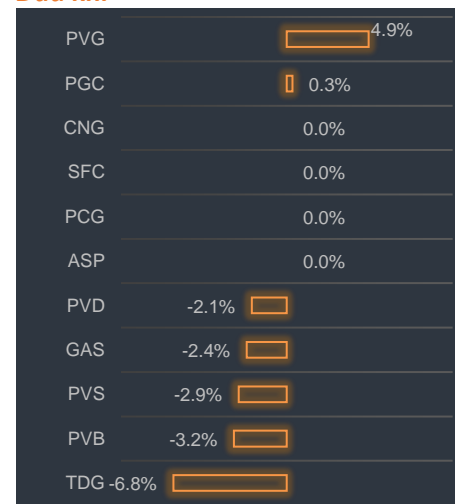 PVG 4.9%
PGC 0.3%
CNG 0.0%
SFC 0.0%
PCG 0.0%
ASP 0.0%
PVD -2.1%
GAS -2.4%
PVS -2.9%
PVB -3.2%
TDG -6.8%